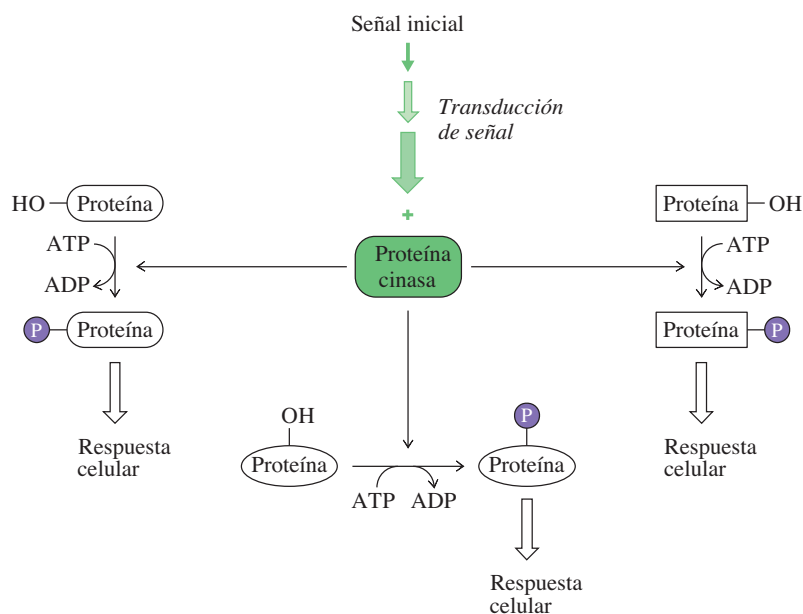 Señal inicial
Transducción
de señal
+
HO
Proteína
ATP
ADP
P
Proteína
Respuesta
celular
Proteína
cinasa
Proteína
OH
ATP
ADP
Proteína
P
Respuesta
celular
OH
Proteína
ATP
ADP
P
Proteína
Respuesta
celular